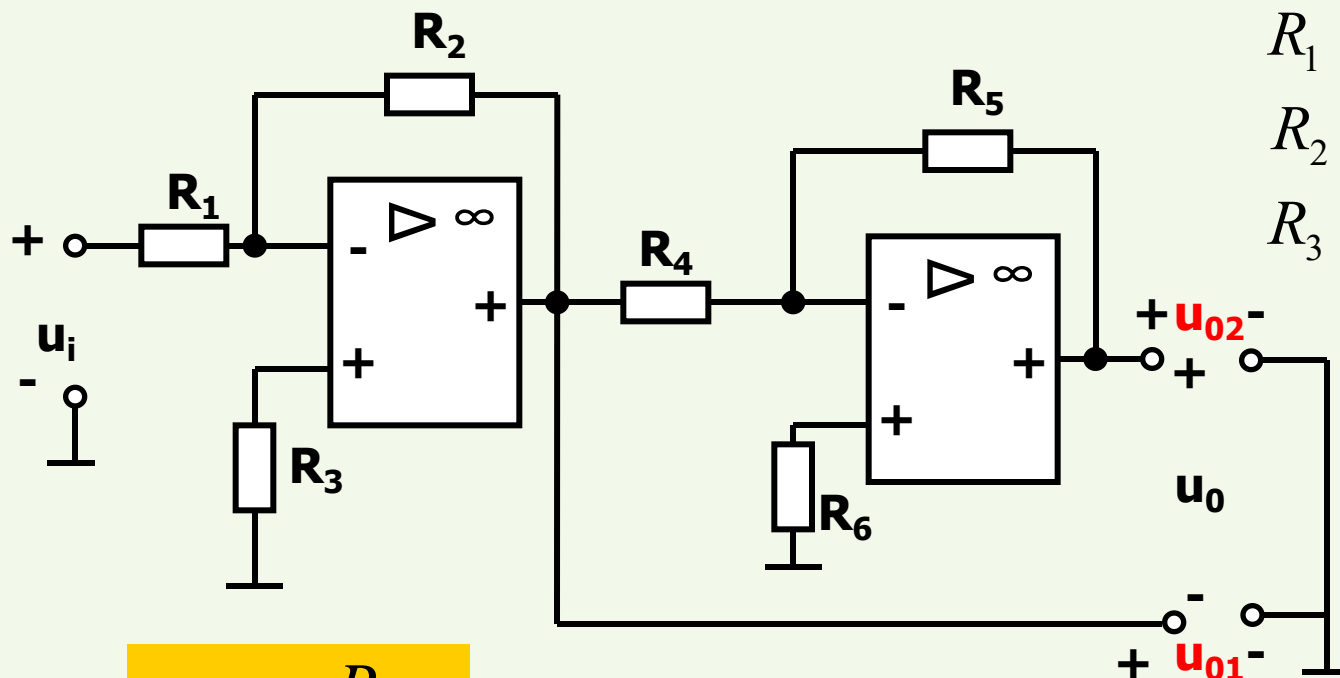 R₂
R₁
R₅
R₂
R₁
▷ ∞
R₃
+
-
R₄
▷ ∞
+
-
+ u₀₂ -
uᵢ
+
+
+
-
+
R₃
u₀
R₆
-
R
+ u₀₁ -